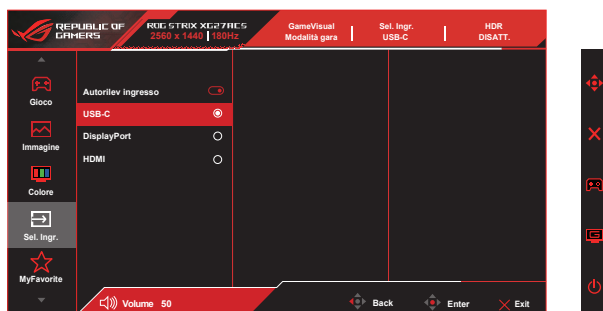 REPUBLIC OF
GAMERS
ROG STRIX XG27ACS
2560 x 1440 180Hz
GameVisual
Modalità gara
Sel. Ingr.
USB-C
HDR
DISATT.
Gioco
Immagine
Colore
Sel. Ingr.
MyFavorite
Autorilev ingresso
USB-C
DisplayPort
HDMI
Volume 50
Back
Enter
Exit